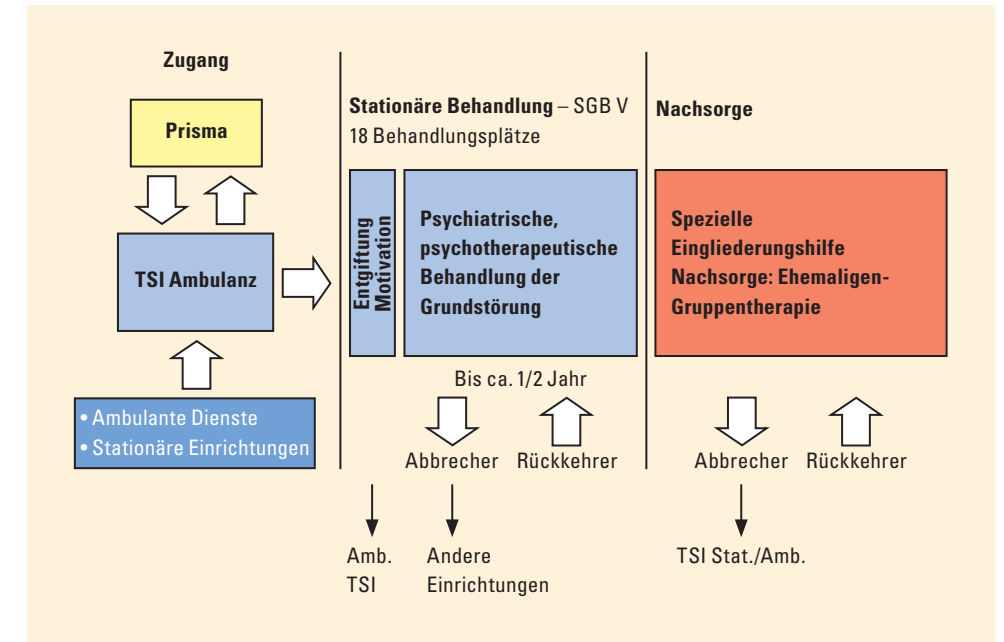 Zugang
Prisma
TSI Ambulanz
• Ambulante Dienste
• Stationäre Einrichtungen
Stationäre Behandlung – SGB V
18 Behandlungsplätze
Entgiftung
Motivation
Psychiatrische,
psychotherapeutische
Behandlung der
Grundstörung
Bis ca. 1/2 Jahr
Abbrecher Rückkehrer
Amb.
TSI
Andere
Einrichtungen
Nachsorge
Spezielle
Eingliederungshilfe
Nachsorge: Ehemaligen-
Gruppentherapie
Abbrecher Rückkehrer
TSI Stat./Amb.